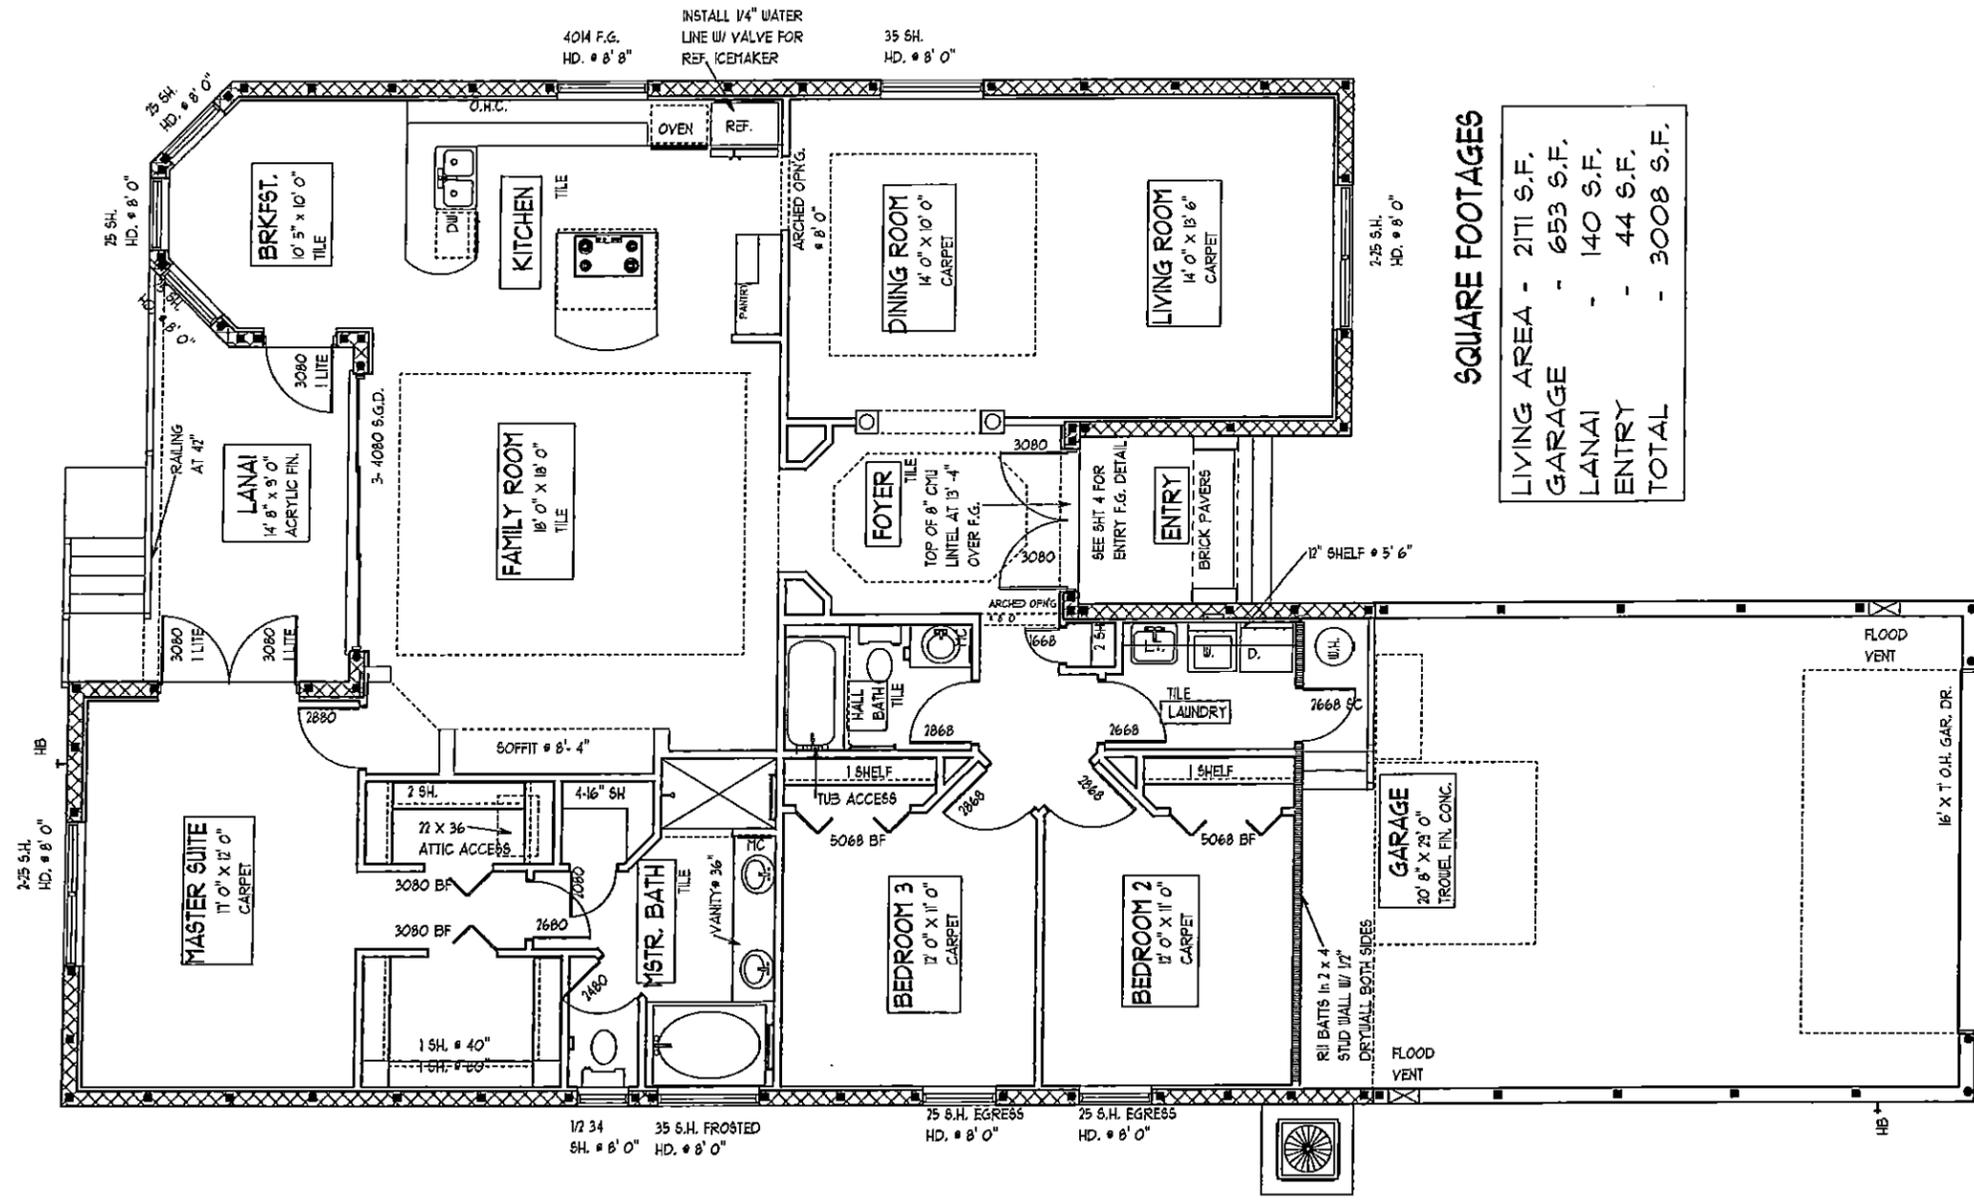 INSTALL 1/4" WATER
LINE W/ VALVE FOR
REF. ICEMAKER
4014 F.G.
HD. @ 8' 8"
35 SH.
HD. @ 8' 0"
25 SH.
HD. @ 8' 0"
O.H.C.
OVEN
REF.
25 SH.
HD. @ 8' 0"
BRKFST.
10' 5" X 10' 0"
TILE
DW
KITCHEN
TILE
PANTRY
ARCHED OPN'G.
@ 8' 0"
DINING ROOM
14' 0" X 10' 0"
CARPET
LIVING ROOM
14' 0" X 13' 6"
CARPET
2-25 S.H.
HD. @ 8' 0"
SQUARE FOOTAGES
LIVING AREA - 2171 S.F.
GARAGE - 653 S.F.
LANAI - 140 S.F.
ENTRY - 44 S.F.
TOTAL - 3008 S.F.
SH.
HD. @ 8' 0"
3080
1 LITE
RAILING
AT 42"
LANAI
14' 8" X 9' 0"
ACRYLIC FIN.
3- 4080 S.G.D.
FAMILY ROOM
18' 0" X 18' 0"
TILE
FOYER
TILE
TOP OF 8" CMU
LINTEL AT 13' -4"
OVER F.G.
3080
3080
SEE SHT 4 FOR
ENTRY F.G. DETAIL
ENTRY
BRICK PAVERS
12" SHELF @ 5' 6"
ARCHED OPN'G
@ 8' 0"
3080
1 LITE
3080
1 LITE
2880
SOFFIT @ 8'- 4"
HALL
BATH
TILE
MC
1668
2 SH
L.T.
W.
D.
W.H.
TILE
LAUNDRY
2868
2668
2668 SC
FLOOD
VENT
16' X 7' O.H. GAR. DR.
HB
2-25 S.H.
HD. @ 8' 0"
MASTER SUITE
17' 0" X 12' 0"
CARPET
2 SH.
22 X 36
ATTIC ACCESS
4-16" SH
3080 BF
3080 BF
2080
2680
2480
MSTR. BATH
TILE
VANITY @ 36"
MC
1 SHELF
TUB ACCESS
5068 BF
2868
2868
1 SHELF
5068 BF
BEDROOM 3
12' 0" X 11' 0"
CARPET
BEDROOM 2
12' 0" X 11' 0"
CARPET
GARAGE
20' 8" X 29' 0"
TROWEL FIN. CONC.
R11 BATTS in 2 x 4
STUD WALL W/ 1/2"
DRYWALL BOTH SIDES
FLOOD
VENT
1 SH. @ 40"
1 SH. @ 80"
1/2 34
SH. @ 8' 0"
35 S.H. FROSTED
HD. @ 8' 0"
25 S.H. EGRESS
HD. @ 8' 0"
25 S.H. EGRESS
HD. @ 8' 0"
HB